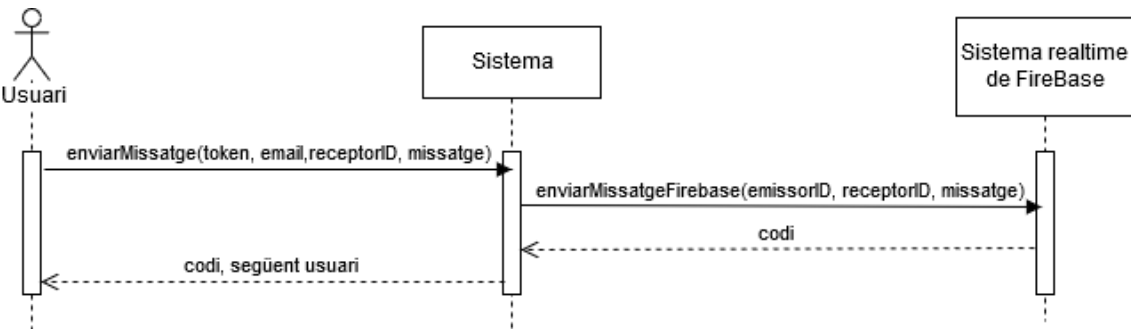 Usuari
Sistema
Sistema realtime
de FireBase
enviarMissatge(token, email,receptorID, missatge)
enviarMissatgeFirebase(emissorID, receptorID, missatge)
codi
codi, següent usuari